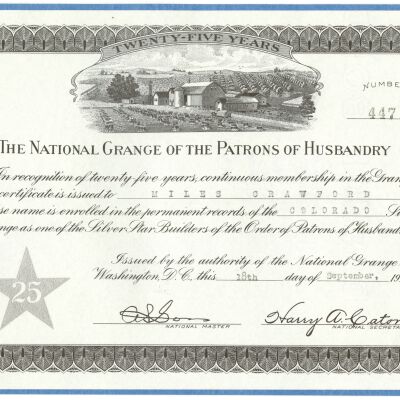 TWENTY-FIVE YEARS
NUMBE
447
THE NATIONAL GRANGE OF THE PATRONS OF HUSBANDRY
In recognition of twenty-five years, continuous membership in the Gran
certificate is issued to MILES CRAWFORD
se name is enrolled in the permanent records of the COLORADO S
nge as one of the Silver Star Builders of the Order of Patrons of Husband
Issued by the authority of the National Grange
Washington, D.C. this 18th day of September, 19
25
NATIONAL MASTER
Harry A. Caton
NATIONAL SECRETA